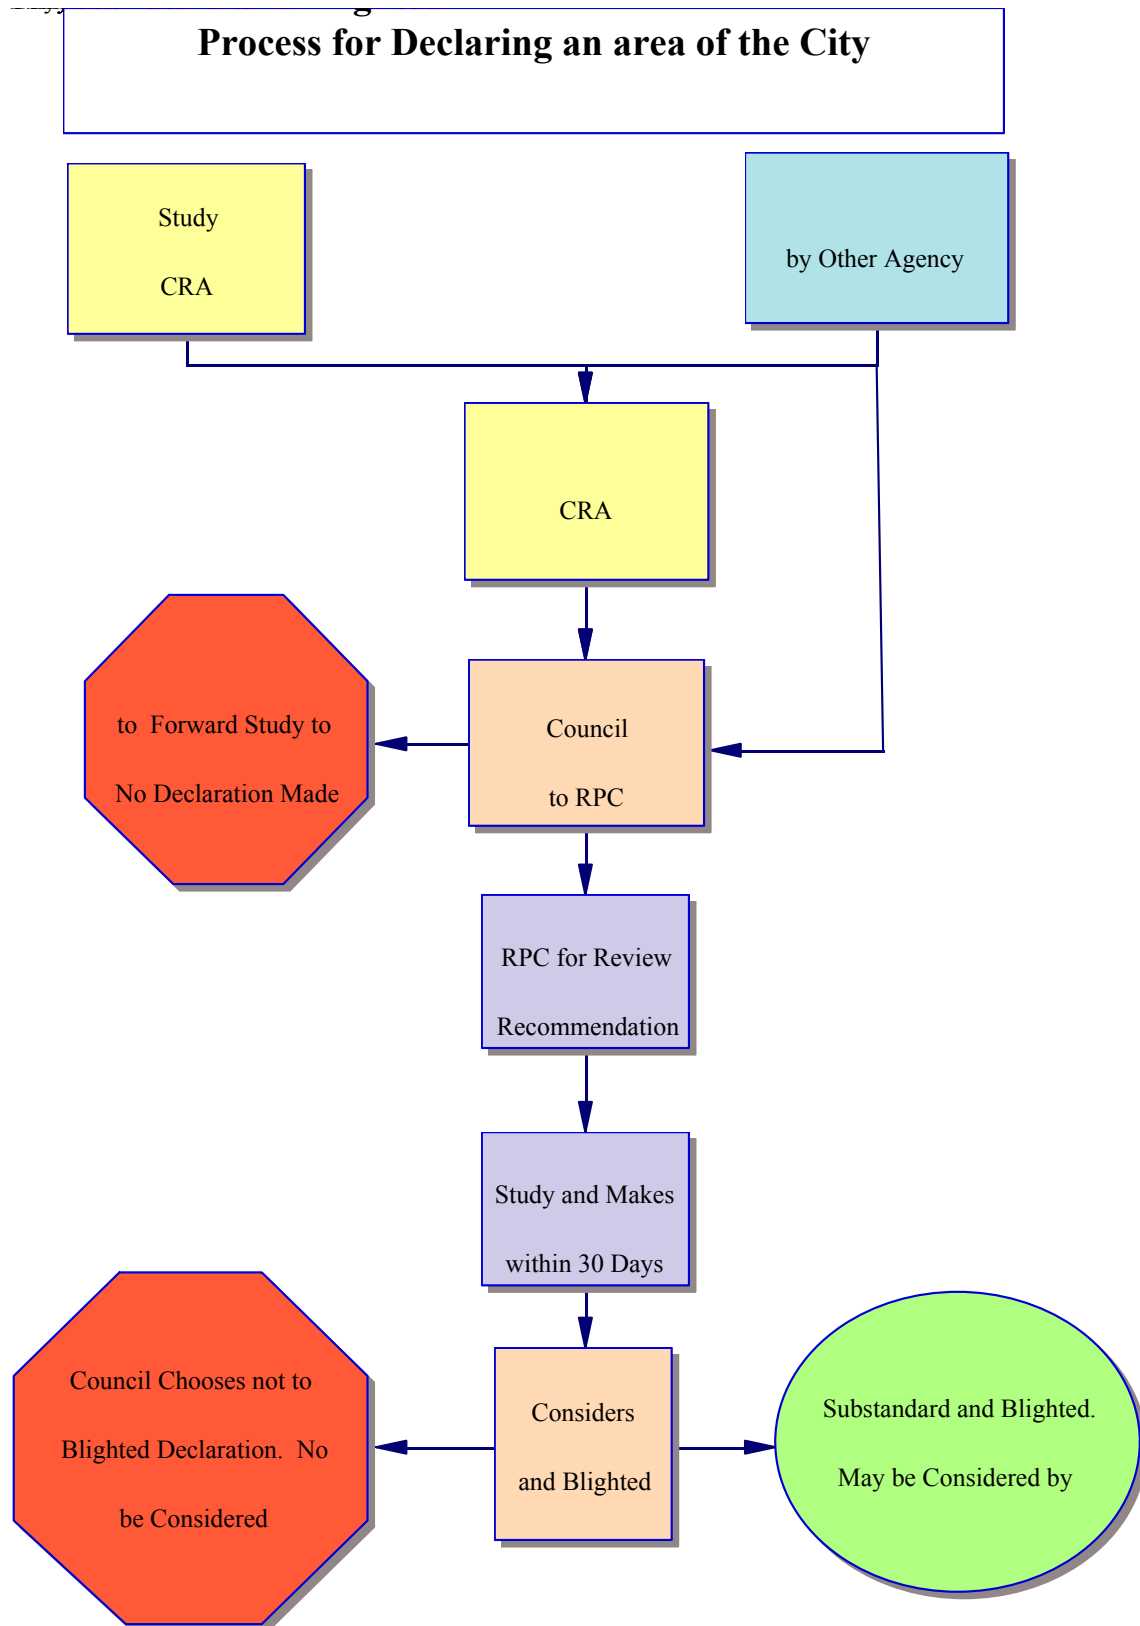 Process for Declaring an area of the City
Study
CRA
by Other Agency
CRA
to Forward Study to
No Declaration Made
Council
to RPC
RPC for Review
Recommendation
Study and Makes
within 30 Days
Council Chooses not to
Blighted Declaration. No
be Considered
Considers
and Blighted
Substandard and Blighted.
May be Considered by